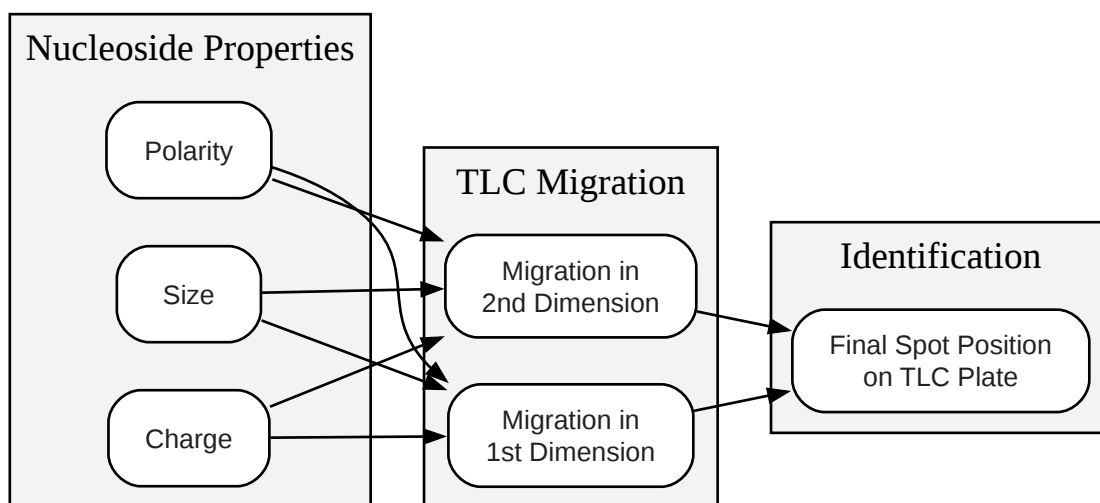 Nucleoside Properties
Polarity
Size
Charge
TLC Migration
Migration in
2nd Dimension
Migration in
1st Dimension
Identification
Final Spot Position
on TLC Plate